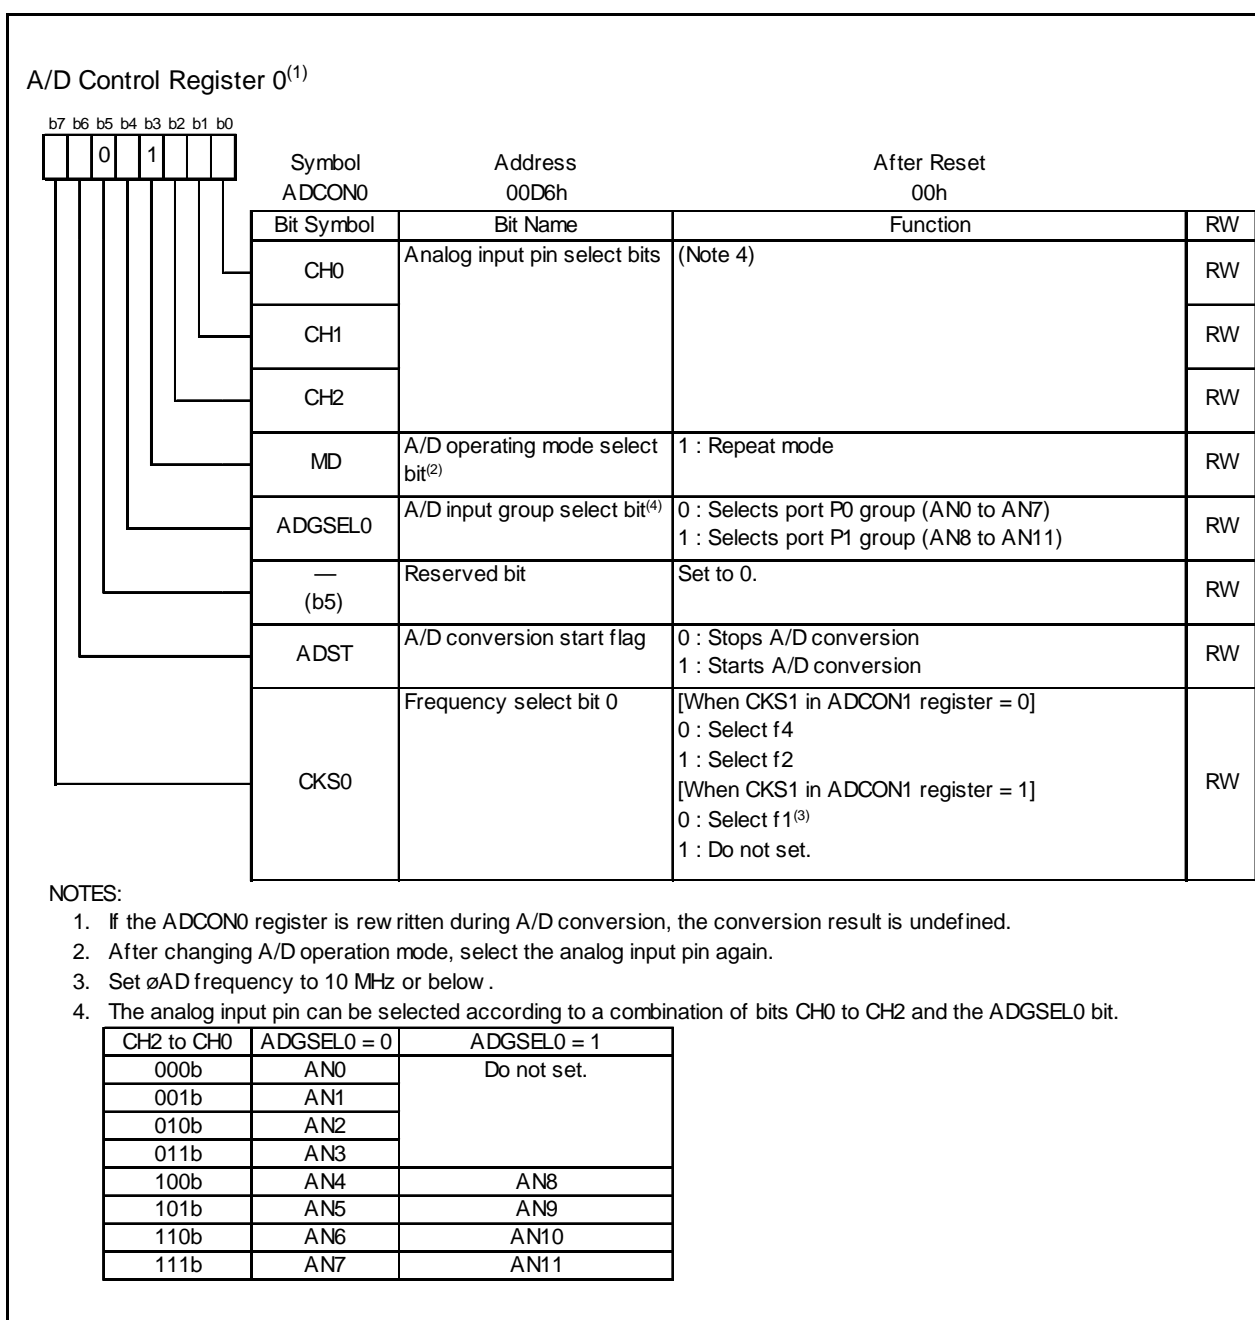 A/D Control Register 0(1)
b7 b6 b5 b4 b3 b2 b1 b0
0 1
Symbol Address After Reset
ADCON0 00D6h 00h
Bit Symbol Bit Name Function RW
CH0 Analog input pin select bits (Note 4) RW
CH1 RW
CH2 RW
MD A/D operating mode select bit(2) 1 : Repeat mode RW
ADGSEL0 A/D input group select bit(4) 0 : Selects port P0 group (AN0 to AN7)
1 : Selects port P1 group (AN8 to AN11) RW
— (b5) Reserved bit Set to 0. RW
ADST A/D conversion start flag 0 : Stops A/D conversion
1 : Starts A/D conversion RW
CKS0 Frequency select bit 0 [When CKS1 in ADCON1 register = 0]
0 : Select f4
1 : Select f2
[When CKS1 in ADCON1 register = 1]
0 : Select f1(3)
1 : Do not set. RW
NOTES:
1. If the ADCON0 register is rewritten during A/D conversion, the conversion result is undefined.
2. After changing A/D operation mode, select the analog input pin again.
3. Set øAD frequency to 10 MHz or below.
4. The analog input pin can be selected according to a combination of bits CH0 to CH2 and the ADGSEL0 bit.
CH2 to CH0 ADGSEL0 = 0 ADGSEL0 = 1
000b AN0 Do not set.
001b AN1
010b AN2
011b AN3
100b AN4 AN8
101b AN5 AN9
110b AN6 AN10
111b AN7 AN11